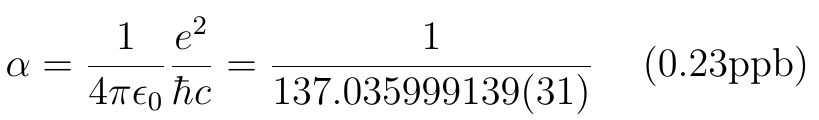 α = 1/(4πϵ₀) e²/(ħc) = 1/137.035999139(31) (0.23ppb)